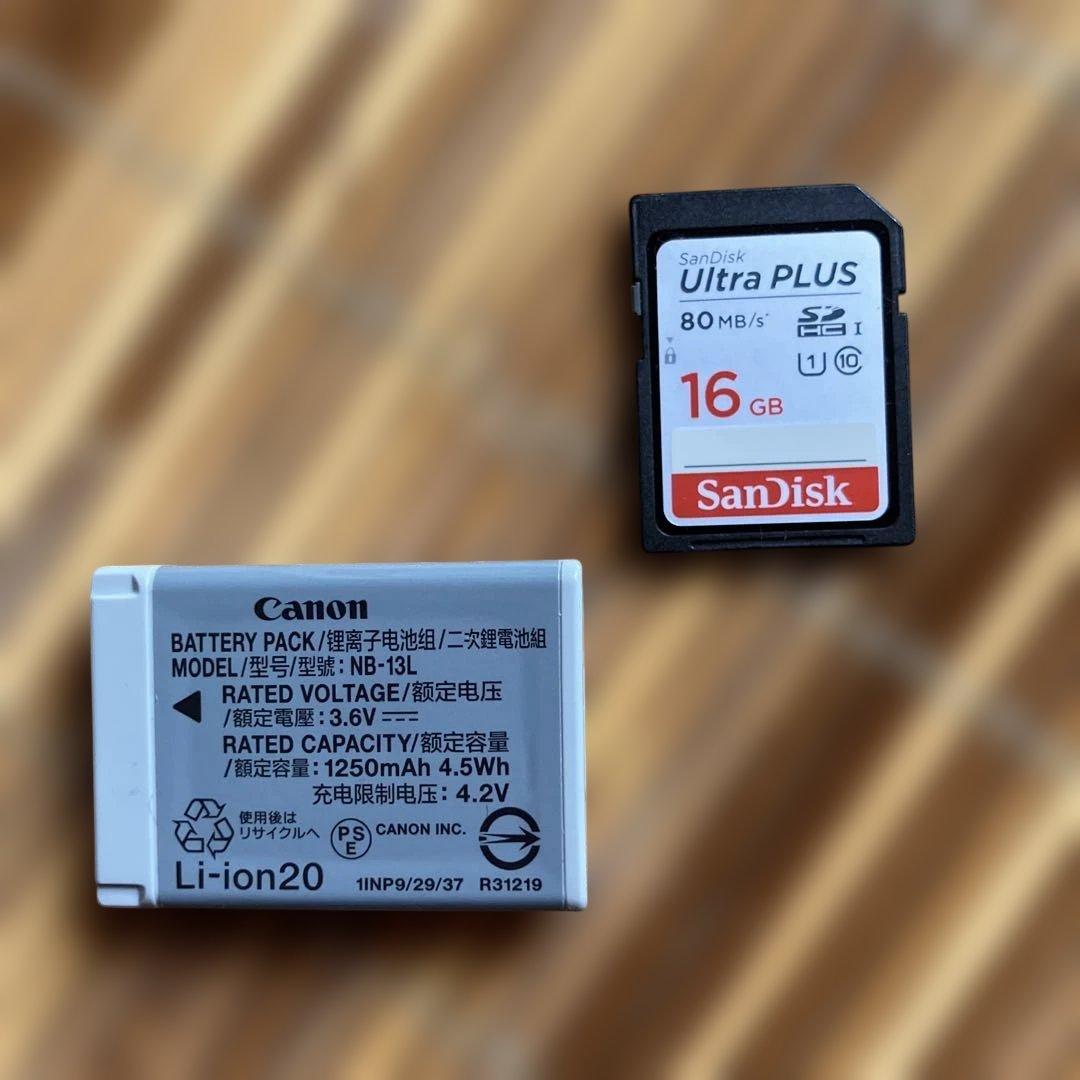 SanDisk
Ultra PLUS
80 MB/s*
SD HC I
1 10
16 GB
SanDisk
Canon
BATTERY PACK/锂离子电池组/二次鋰電池組
MODEL/型号/型號: NB-13L
RATED VOLTAGE/额定电压
/額定電壓: 3.6V
RATED CAPACITY/额定容量
/額定容量: 1250mAh 4.5Wh
充电限制电压: 4.2V
使用後は
リサイクルへ
PS
E
CANON INC.
Li-ion20
1INP9/29/37 R31219